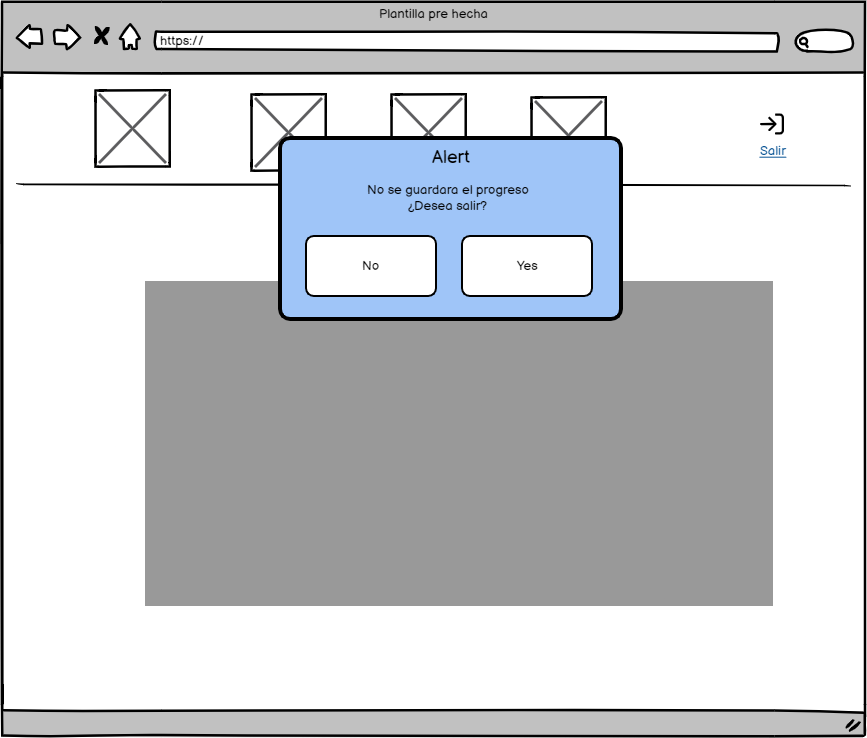 Plantilla pre hecha
https://
Salir
Alert
No se guardara el progreso
¿Desea salir?
No
Yes